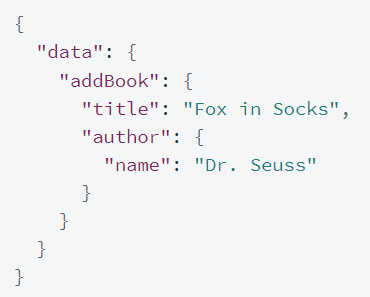 {
  "data": {
    "addBook": {
      "title": "Fox in Socks",
      "author": {
        "name": "Dr. Seuss"
      }
    }
  }
}